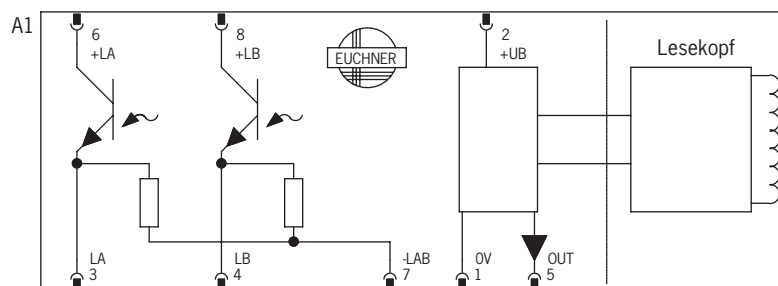 A1
6
+LA
8
+LB
EUCHNER
2
+UB
Lesekopf
LA
3
LB
4
-LAB
7
0V
1
OUT
5